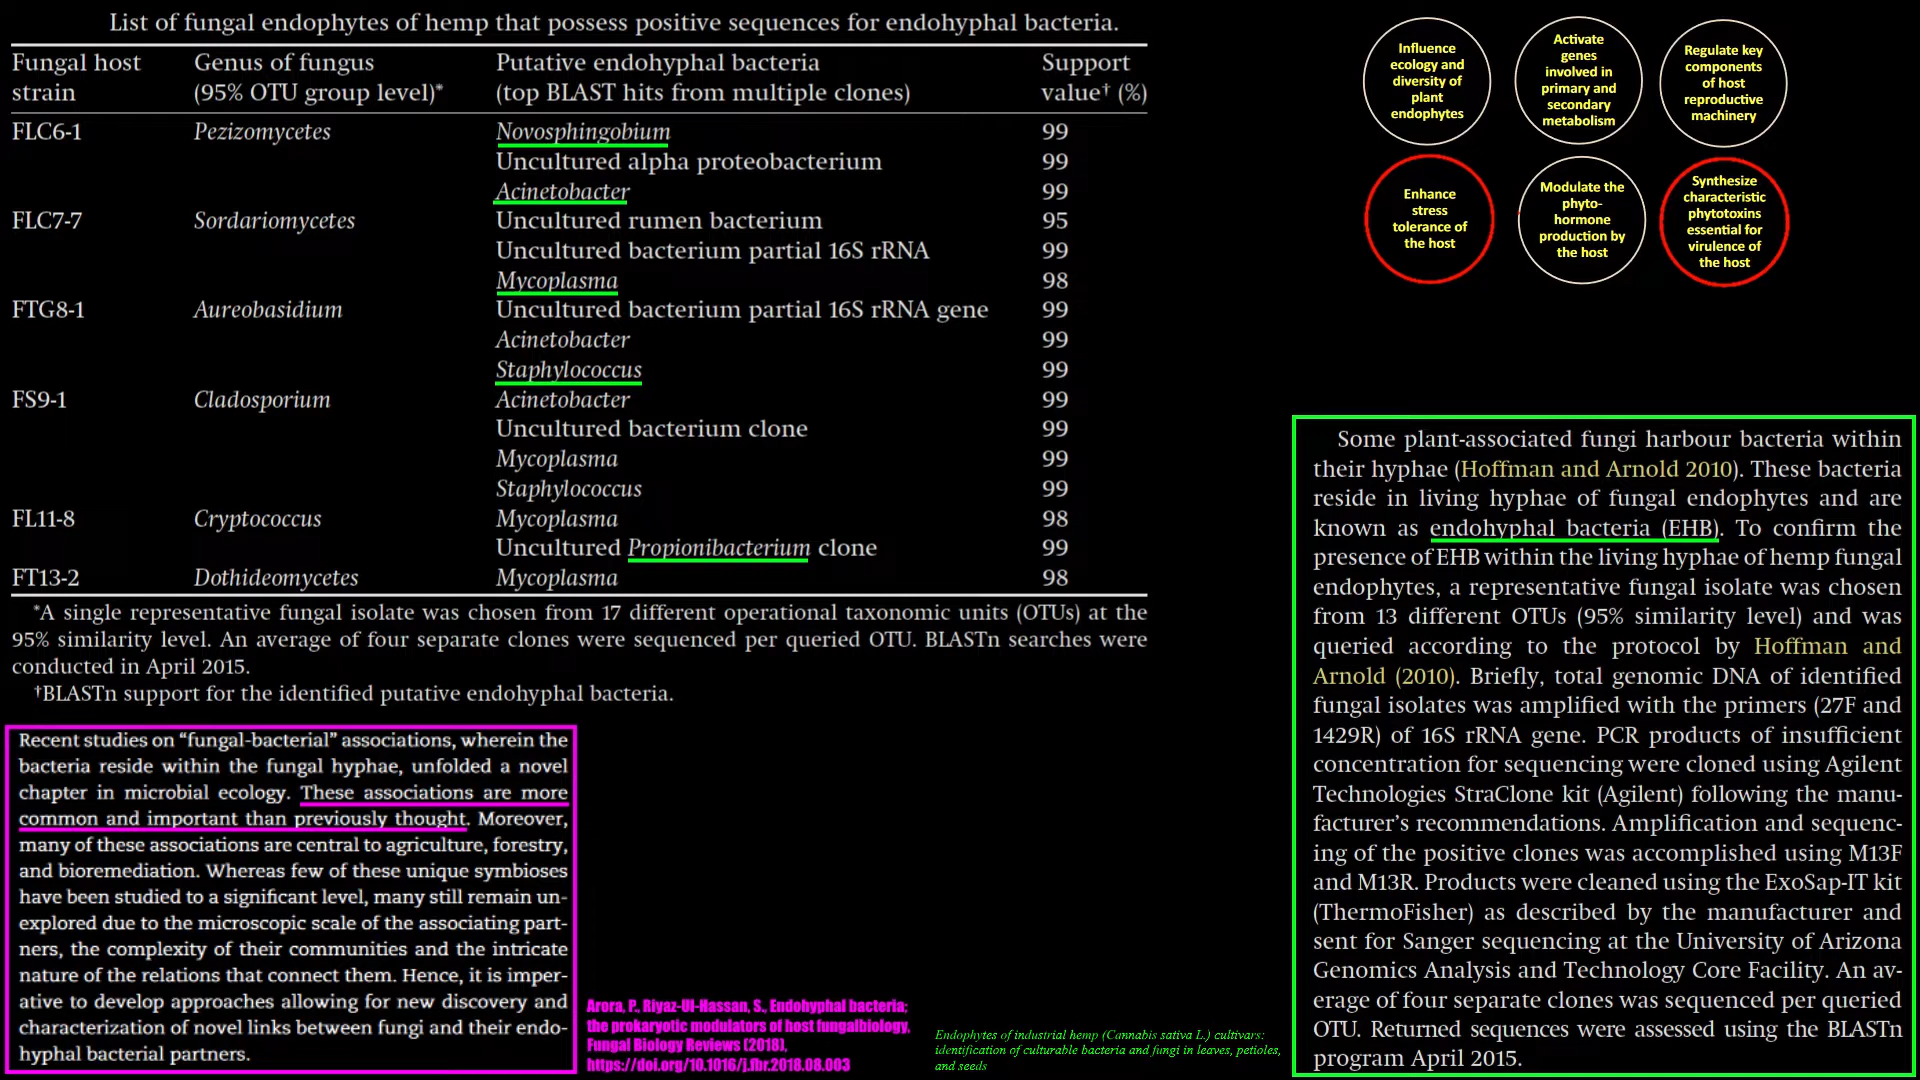 List of fungal endophytes of hemp that possess positive sequences for endohyphal bacteria.
Fungal host strain Genus of fungus (95% OTU group level)* Putative endohyphal bacteria (top BLAST hits from multiple clones) Support value† (%)
FLC6-1 Pezizomycetes Novosphingobium 99
Uncultured alpha proteobacterium 99
Acinetobacter 99
FLC7-7 Sordariomycetes Uncultured rumen bacterium 95
Uncultured bacterium partial 16S rRNA 99
Mycoplasma 98
FTG8-1 Aureobasidium Uncultured bacterium partial 16S rRNA gene 99
Acinetobacter 99
Staphylococcus 99
FS9-1 Cladosporium Acinetobacter 99
Uncultured bacterium clone 99
Mycoplasma 99
Staphylococcus 99
FL11-8 Cryptococcus Mycoplasma 98
Uncultured Propionibacterium clone 99
FT13-2 Dothideomycetes Mycoplasma 98
*A single representative fungal isolate was chosen from 17 different operational taxonomic units (OTUs) at the
95% similarity level. An average of four separate clones were sequenced per queried OTU. BLASTn searches were
conducted in April 2015.
†BLASTn support for the identified putative endohyphal bacteria.
Recent studies on “fungal-bacterial” associations, wherein the
bacteria reside within the fungal hyphae, unfolded a novel
chapter in microbial ecology. These associations are more
common and important than previously thought. Moreover,
many of these associations are central to agriculture, forestry,
and bioremediation. Whereas few of these unique symbioses
have been studied to a significant level, many still remain un-
explored due to the microscopic scale of the associating part-
ners, the complexity of their communities and the intricate
nature of the relations that connect them. Hence, it is imper-
ative to develop approaches allowing for new discovery and
characterization of novel links between fungi and their endo-
hyphal bacterial partners.
Arora, P., Riyaz-Ul-Hassan, S., Endohyphal bacteria;
the prokaryotic modulators of host fungalbiology,
Fungal Biology Reviews (2018),
https://doi.org/10.1016/j.fbr.2018.08.003
Endophytes of industrial hemp (Cannabis sativa L.) cultivars:
identification of culturable bacteria and fungi in leaves, petioles,
and seeds
Influence
ecology and
diversity of
plant
endophytes
Activate
genes
involved in
primary and
secondary
metabolism
Regulate key
components
of host
reproductive
machinery
Enhance
stress
tolerance of
the host
Modulate the
phyto-
hormone
production by
the host
Synthesize
characteristic
phytotoxins
essential for
virulence of
the host
Some plant-associated fungi harbour bacteria within
their hyphae (Hoffman and Arnold 2010). These bacteria
reside in living hyphae of fungal endophytes and are
known as endohyphal bacteria (EHB). To confirm the
presence of EHB within the living hyphae of hemp fungal
endophytes, a representative fungal isolate was chosen
from 13 different OTUs (95% similarity level) and was
queried according to the protocol by Hoffman and
Arnold (2010). Briefly, total genomic DNA of identified
fungal isolates was amplified with the primers (27F and
1429R) of 16S rRNA gene. PCR products of insufficient
concentration for sequencing were cloned using Agilent
Technologies StraClone kit (Agilent) following the manu-
facturer’s recommendations. Amplification and sequenc-
ing of the positive clones was accomplished using M13F
and M13R. Products were cleaned using the ExoSap-IT kit
(ThermoFisher) as described by the manufacturer and
sent for Sanger sequencing at the University of Arizona
Genomics Analysis and Technology Core Facility. An av-
erage of four separate clones was sequenced per queried
OTU. Returned sequences were assessed using the BLASTn
program April 2015.